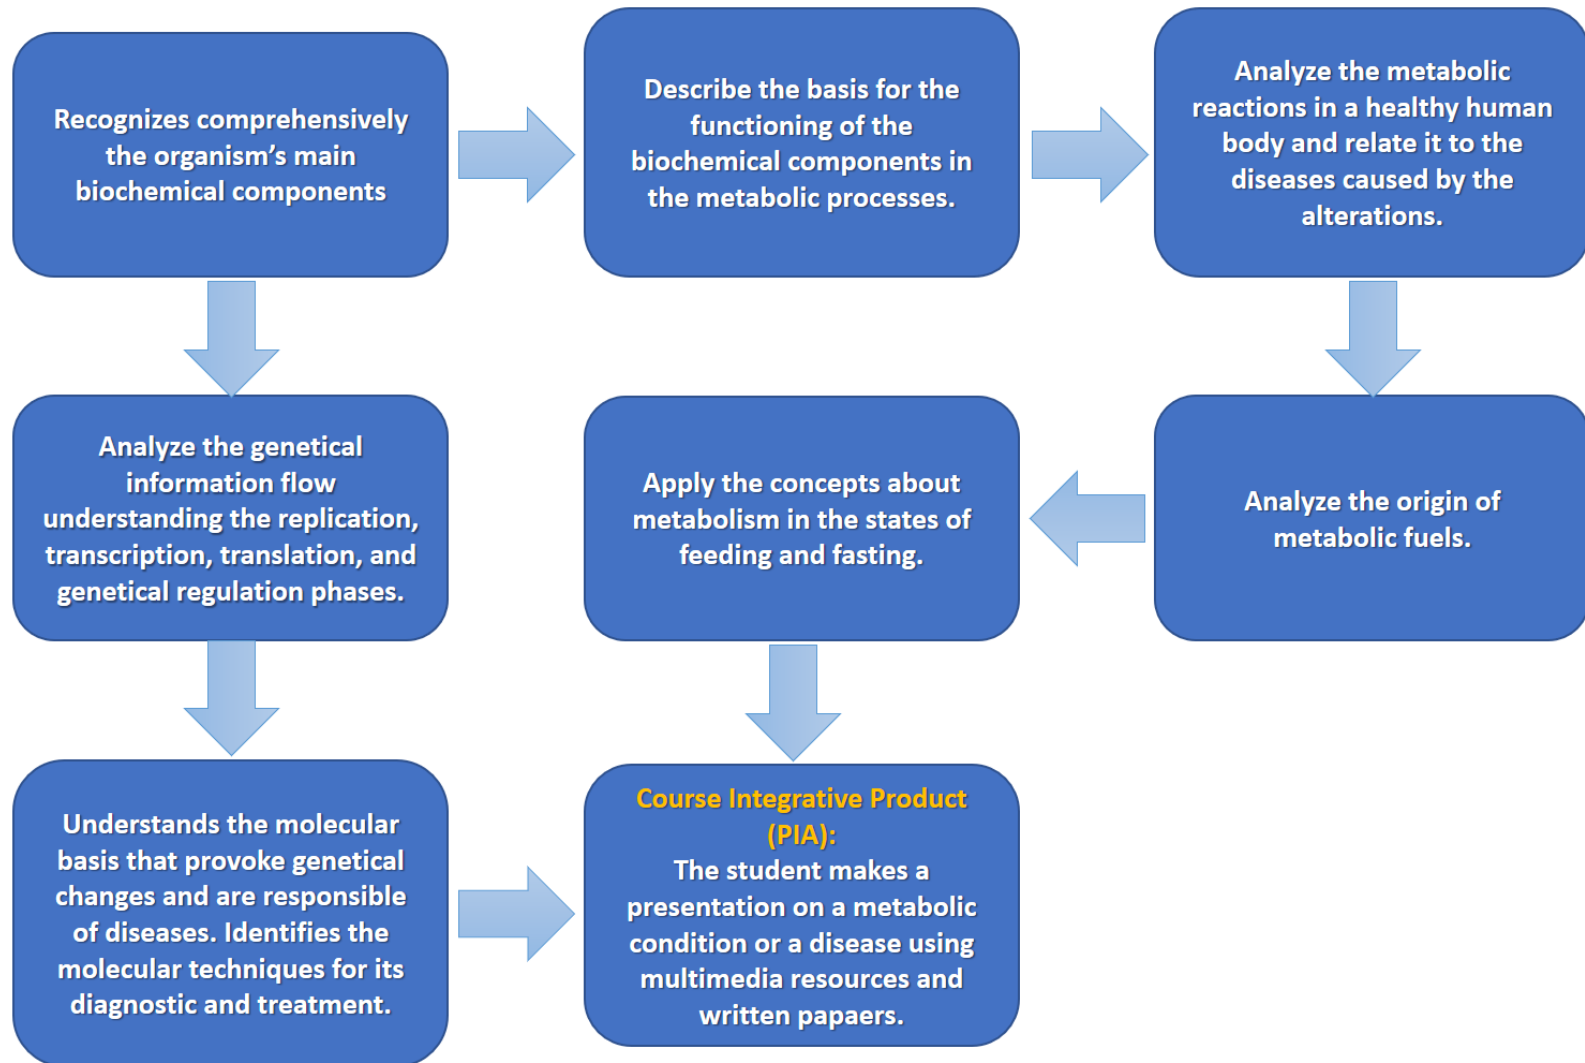 Recognizes comprehensively
the organism's main
biochemical components
Describe the basis for the
functioning of the
biochemical components in
the metabolic processes.
Analyze the metabolic
reactions in a healthy human
body and relate it to the
diseases caused by the
alterations.
Analyze the genetical
information flow
understanding the replication,
transcription, translation, and
genetical regulation phases.
Apply the concepts about
metabolism in the states of
feeding and fasting.
Analyze the origin of
metabolic fuels.
Understands the molecular
basis that provoke genetical
changes and are responsible
of diseases. Identifies the
molecular techniques for its
diagnostic and treatment.
Course Integrative Product
(PIA):
The student makes a
presentation on a metabolic
condition or a disease using
multimedia resources and
written papaers.